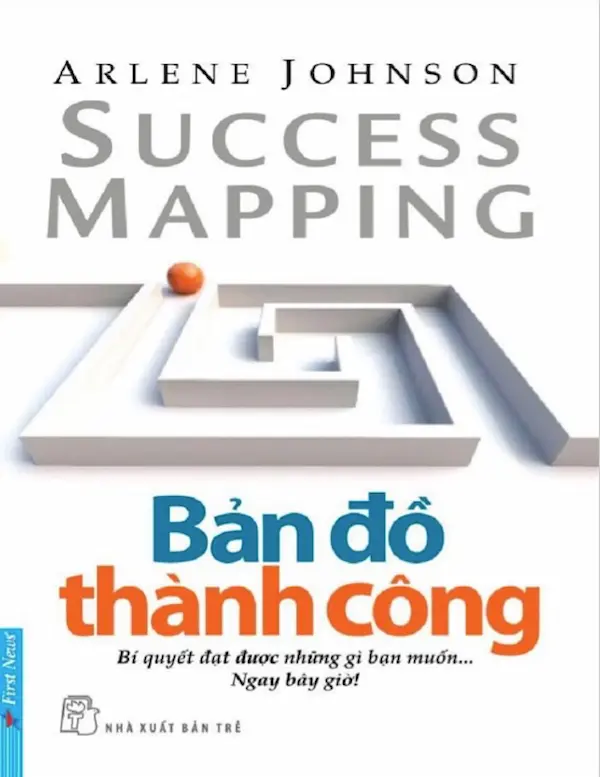 ARLENE JOHNSON
SUCCESS
MAPPING
Bản đồ
thành công
Bí quyết đạt được những gì bạn muốn...
Ngay bây giờ!
First News
NHÀ XUẤT BẢN TRẺ